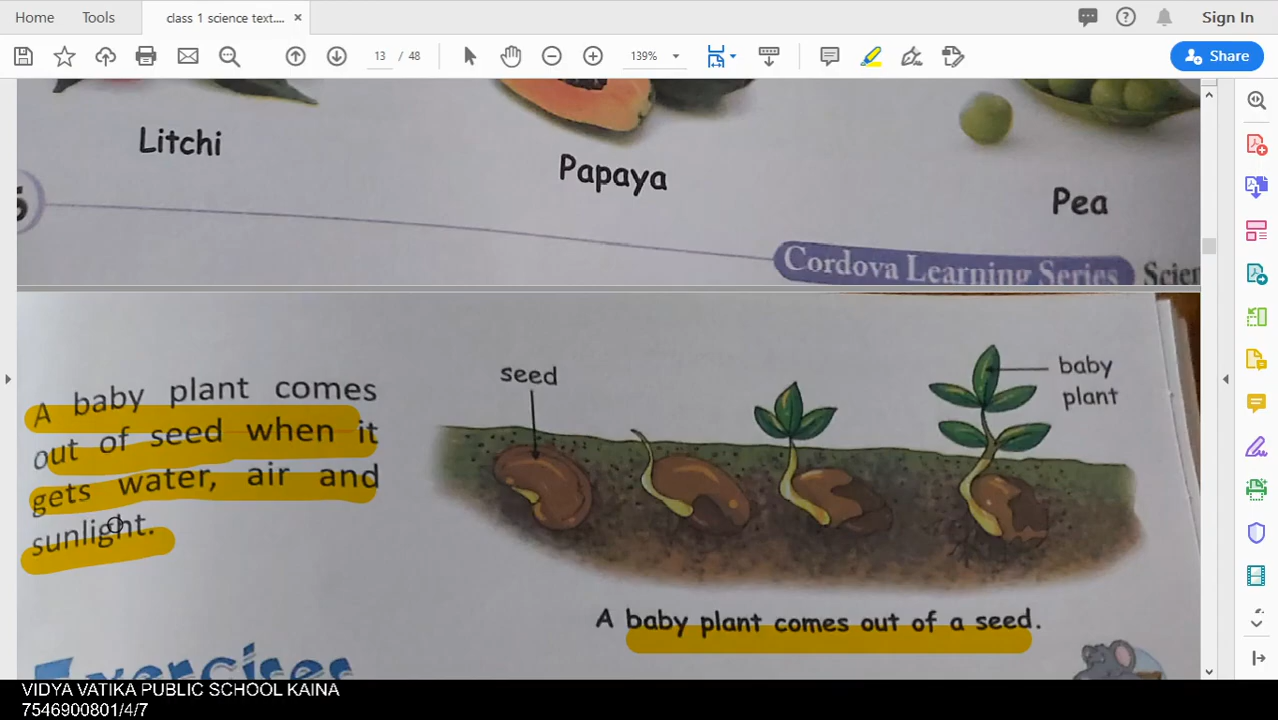 Home Tools class 1 science text.... × Sign In
13 / 48 139% Share
Litchi
Papaya
Pea
Cordova Learning Series
seed
baby
plant
A baby plant comes
out of seed when it
gets water, air and
sunlight.
A baby plant comes out of a seed.
Exercises
VIDYA VATIKA PUBLIC SCHOOL KAINA
7546900801/4/7